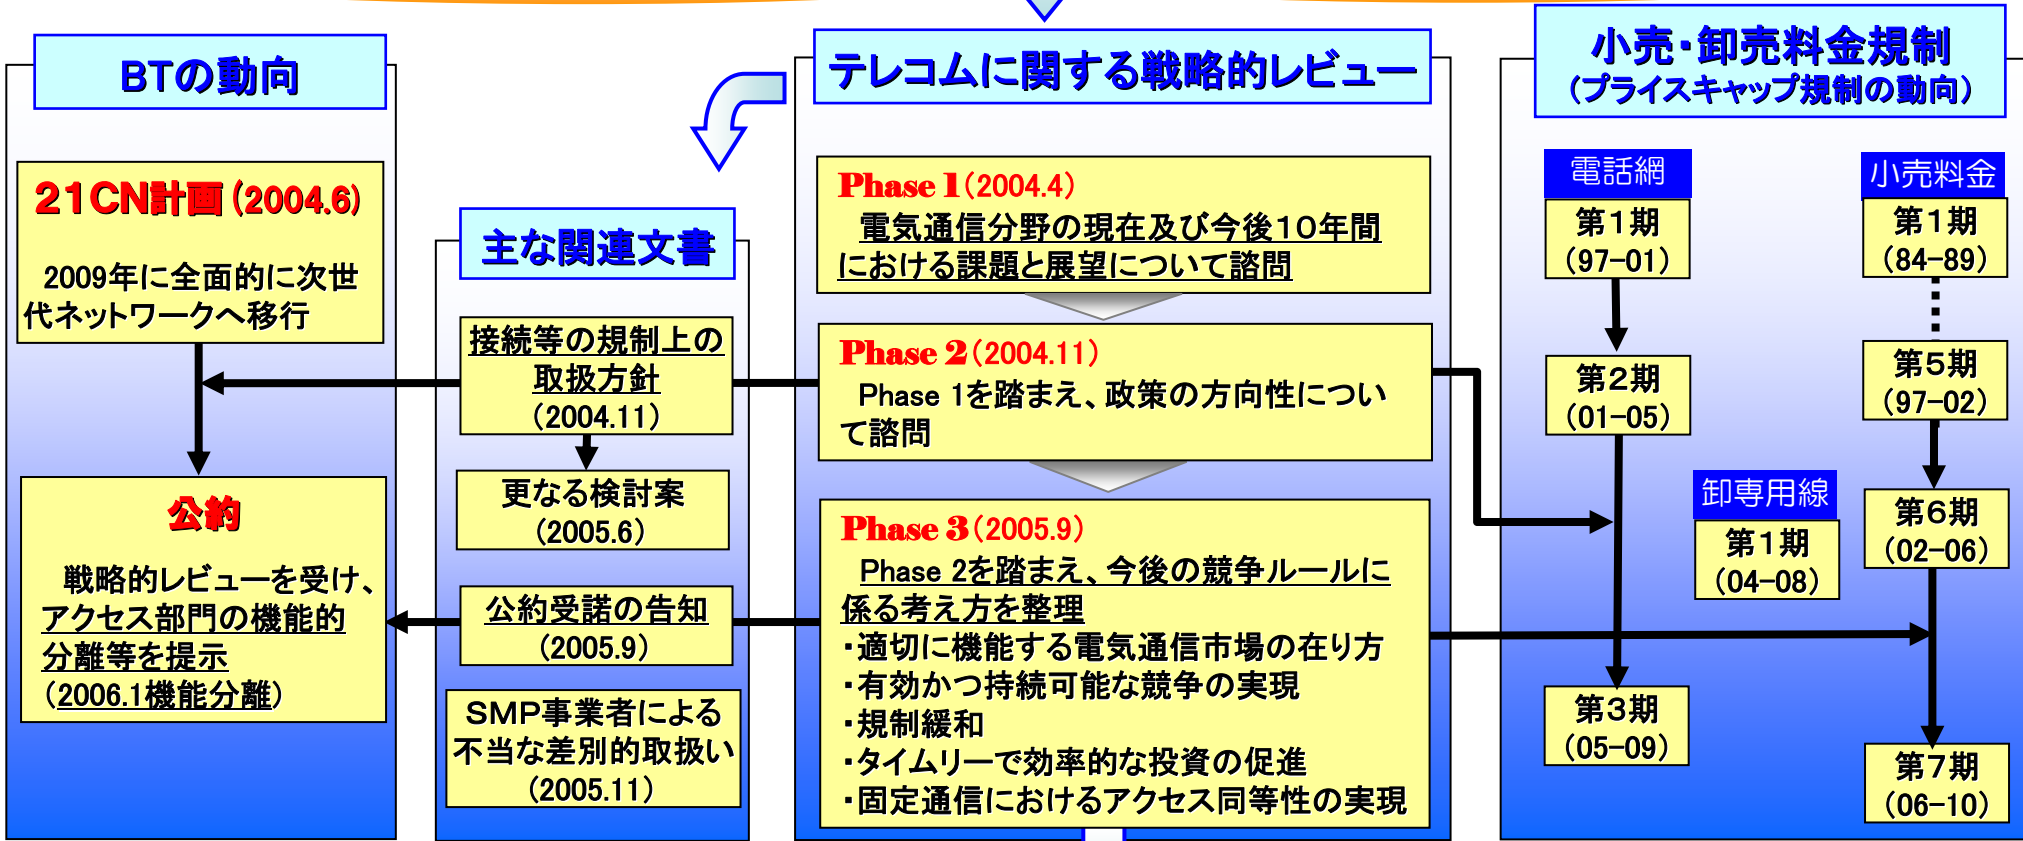 BTの動向
21CN計画(2004.6)
2009年に全面的に次世
代ネットワークへ移行
公約
戦略的レビューを受け、
アクセス部門の機能的
分離等を提示
(2006.1機能分離)
主な関連文書
接続等の規制上の
取扱方針
(2004.11)
更なる検討案
(2005.6)
公約受諾の告知
(2005.9)
SMP事業者による
不当な差別的取扱い
(2005.11)
テレコムに関する戦略的レビュー
Phase 1(2004.4)
電気通信分野の現在及び今後10年間
における課題と展望について諮問
Phase 2(2004.11)
Phase 1を踏まえ、政策の方向性につい
て諮問
Phase 3(2005.9)
Phase 2を踏まえ、今後の競争ルールに
係る考え方を整理
・適切に機能する電気通信市場の在り方
・有効かつ持続可能な競争の実現
・規制緩和
・タイムリーで効率的な投資の促進
・固定通信におけるアクセス同等性の実現
小売・卸売料金規制
(プライスキャップ規制の動向)
電話網
第1期
(97-01)
第2期
(01-05)
第3期
(05-09)
卸専用線
第1期
(04-08)
小売料金
第1期
(84-89)
第5期
(97-02)
第6期
(02-06)
第7期
(06-10)